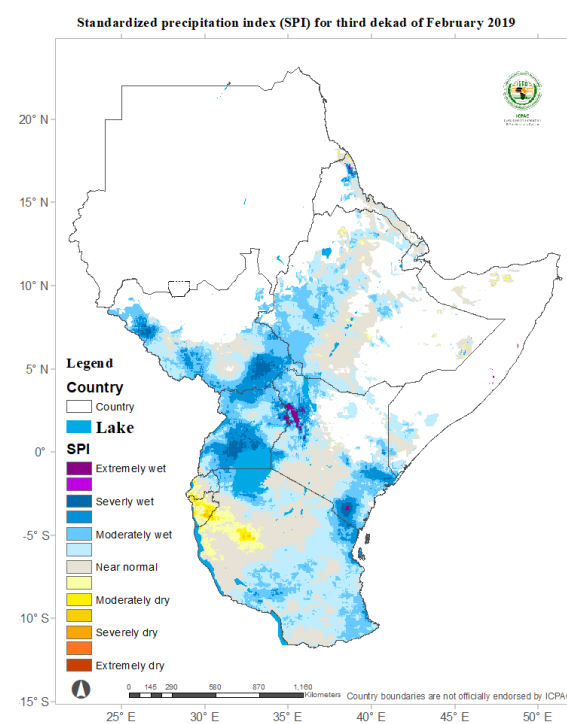 Standardized precipitation index (SPI) for third dekad of February 2019
ICPAC
20° N
15° N
10° N
5° N
0°
5° S
10° S
15° S
Legend
Country
Country
Lake
SPI
Extremely wet
Severly wet
Moderately wet
Near normal
Moderately dry
Severely dry
Extremely dry
0 145 290 580 870 1,160
Kilometers
Country boundaries are not officially endorsed by ICPAC
25° E 30° E 35° E 40° E 45° E 50° E